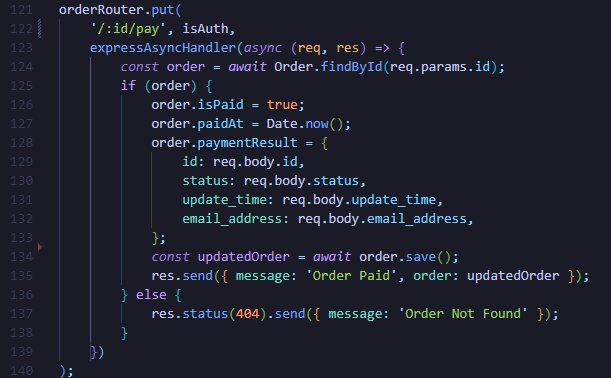 121 orderRouter.put(
122     '/:id/pay', isAuth,
123     expressAsyncHandler(async (req, res) => {
124         const order = await Order.findById(req.params.id);
125         if (order) {
126             order.isPaid = true;
127             order.paidAt = Date.now();
128             order.paymentResult = {
129                 id: req.body.id,
130                 status: req.body.status,
131                 update_time: req.body.update_time,
132                 email_address: req.body.email_address,
133             };
134             const updatedOrder = await order.save();
135             res.send({ message: 'Order Paid', order: updatedOrder });
136         } else {
137             res.status(404).send({ message: 'Order Not Found' });
138         }
139     })
140 );